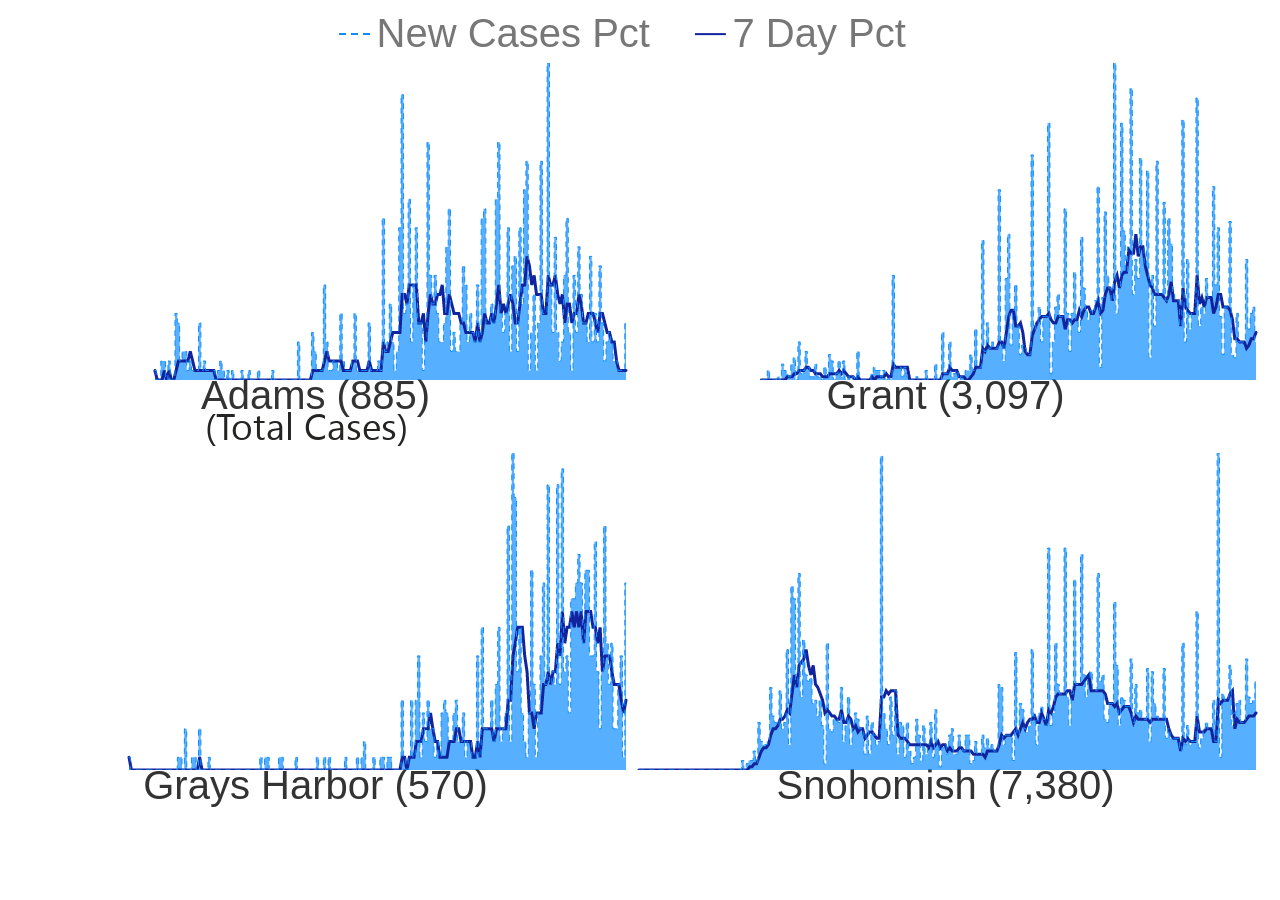 New Cases Pct 7 Day Pct
Adams (885) Grant (3,097)
(Total Cases)
Grays Harbor (570) Snohomish (7,380)